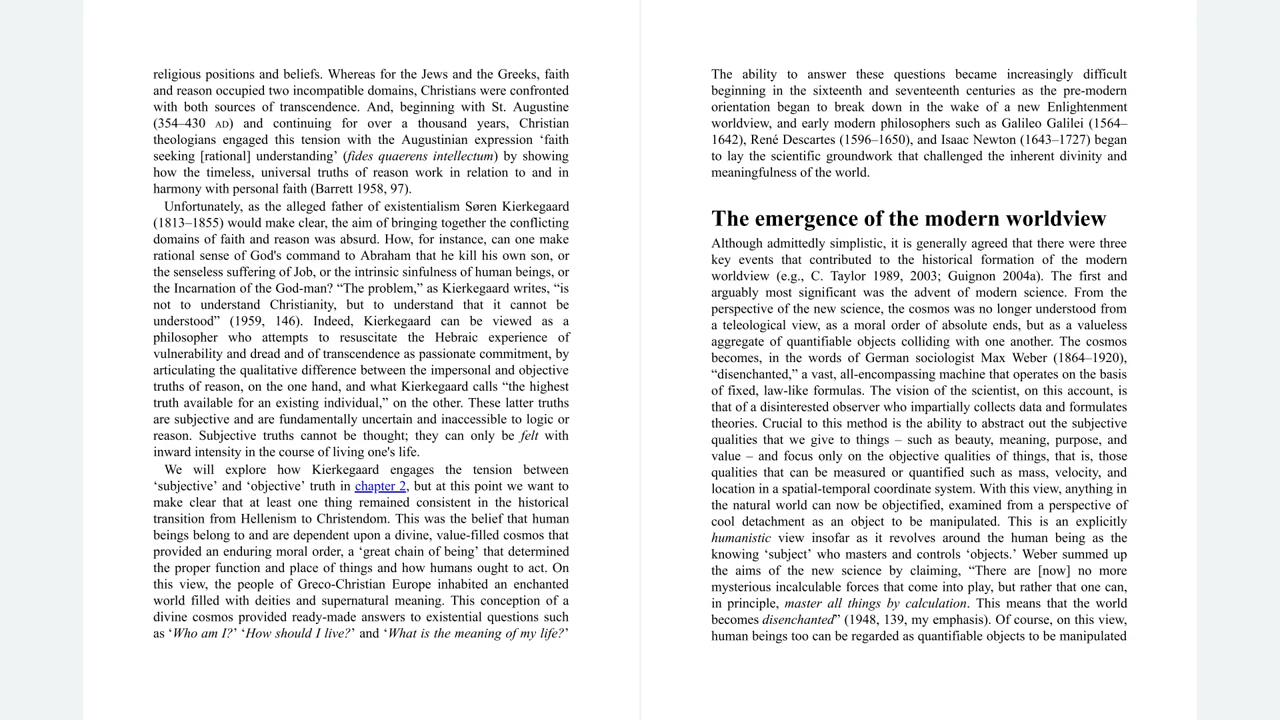 religious positions and beliefs. Whereas for the Jews and the Greeks, faith
and reason occupied two incompatible domains, Christians were confronted
with both sources of transcendence. And, beginning with St. Augustine
(354–430 AD) and continuing for over a thousand years, Christian
theologians engaged this tension with the Augustinian expression ‘faith
seeking [rational] understanding’ (fides quaerens intellectum) by showing
how the timeless, universal truths of reason work in relation to and in
harmony with personal faith (Barrett 1958, 97).
Unfortunately, as the alleged father of existentialism Søren Kierkegaard
(1813–1855) would make clear, the aim of bringing together the conflicting
domains of faith and reason was absurd. How, for instance, can one make
rational sense of God's command to Abraham that he kill his own son, or
the senseless suffering of Job, or the intrinsic sinfulness of human beings, or
the Incarnation of the God-man? “The problem,” as Kierkegaard writes, “is
not to understand Christianity, but to understand that it cannot be
understood” (1959, 146). Indeed, Kierkegaard can be viewed as a
philosopher who attempts to resuscitate the Hebraic experience of
vulnerability and dread and of transcendence as passionate commitment, by
articulating the qualitative difference between the impersonal and objective
truths of reason, on the one hand, and what Kierkegaard calls “the highest
truth available for an existing individual,” on the other. These latter truths
are subjective and are fundamentally uncertain and inaccessible to logic or
reason. Subjective truths cannot be thought; they can only be felt with
inward intensity in the course of living one's life.
We will explore how Kierkegaard engages the tension between
‘subjective’ and ‘objective’ truth in chapter 2, but at this point we want to
make clear that at least one thing remained consistent in the historical
transition from Hellenism to Christendom. This was the belief that human
beings belong to and are dependent upon a divine, value-filled cosmos that
provided an enduring moral order, a ‘great chain of being’ that determined
the proper function and place of things and how humans ought to act. On
this view, the people of Greco-Christian Europe inhabited an enchanted
world filled with deities and supernatural meaning. This conception of a
divine cosmos provided ready-made answers to existential questions such
as ‘Who am I?’ ‘How should I live?’ and ‘What is the meaning of my life?’
The ability to answer these questions became increasingly difficult
beginning in the sixteenth and seventeenth centuries as the pre-modern
orientation began to break down in the wake of a new Enlightenment
worldview, and early modern philosophers such as Galileo Galilei (1564–
1642), René Descartes (1596–1650), and Isaac Newton (1643–1727) began
to lay the scientific groundwork that challenged the inherent divinity and
meaningfulness of the world.
The emergence of the modern worldview
Although admittedly simplistic, it is generally agreed that there were three
key events that contributed to the historical formation of the modern
worldview (e.g., C. Taylor 1989, 2003; Guignon 2004a). The first and
arguably most significant was the advent of modern science. From the
perspective of the new science, the cosmos was no longer understood from
a teleological view, as a moral order of absolute ends, but as a valueless
aggregate of quantifiable objects colliding with one another. The cosmos
becomes, in the words of German sociologist Max Weber (1864–1920),
“disenchanted,” a vast, all-encompassing machine that operates on the basis
of fixed, law-like formulas. The vision of the scientist, on this account, is
that of a disinterested observer who impartially collects data and formulates
theories. Crucial to this method is the ability to abstract out the subjective
qualities that we give to things – such as beauty, meaning, purpose, and
value – and focus only on the objective qualities of things, that is, those
qualities that can be measured or quantified such as mass, velocity, and
location in a spatial-temporal coordinate system. With this view, anything in
the natural world can now be objectified, examined from a perspective of
cool detachment as an object to be manipulated. This is an explicitly
humanistic view insofar as it revolves around the human being as the
knowing ‘subject’ who masters and controls ‘objects.’ Weber summed up
the aims of the new science by claiming, “There are [now] no more
mysterious incalculable forces that come into play, but rather that one can,
in principle, master all things by calculation. This means that the world
becomes disenchanted” (1948, 139, my emphasis). Of course, on this view,
human beings too can be regarded as quantifiable objects to be manipulated